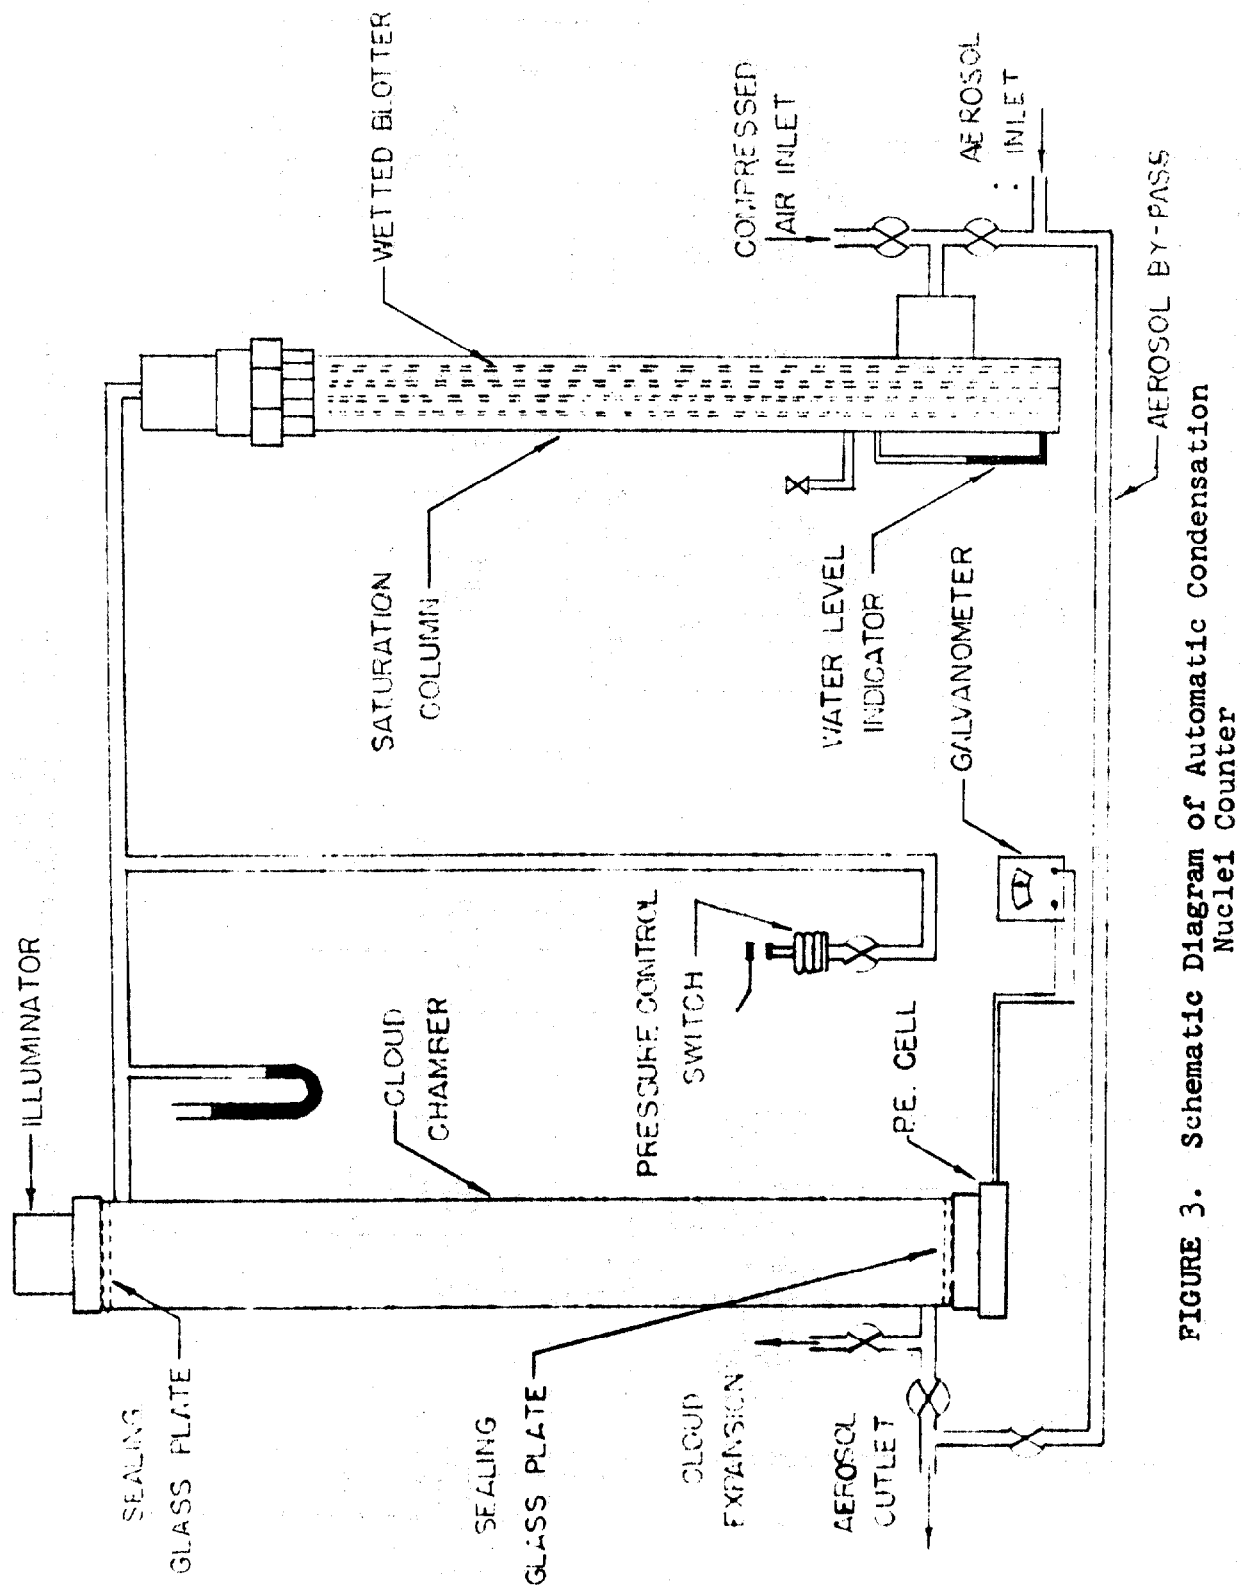 ILLUMINATOR
SEALING
GLASS PLATE
SEALING
GLASS PLATE
CLOUD
EXPANSION
AEROSOL
OUTLET
CLOUD
CHAMBER
PRESSURE CONTROL
SWITCH
P.E. CELL
SATURATION
COLUMN
WATER LEVEL
INDICATOR
GALVANOMETER
WETTED BLOTTER
COMPRESSED
AIR INLET
AEROSOL
INLET
AEROSOL BY-PASS
FIGURE 3. Schematic Diagram of Automatic Condensation
Nuclei Counter